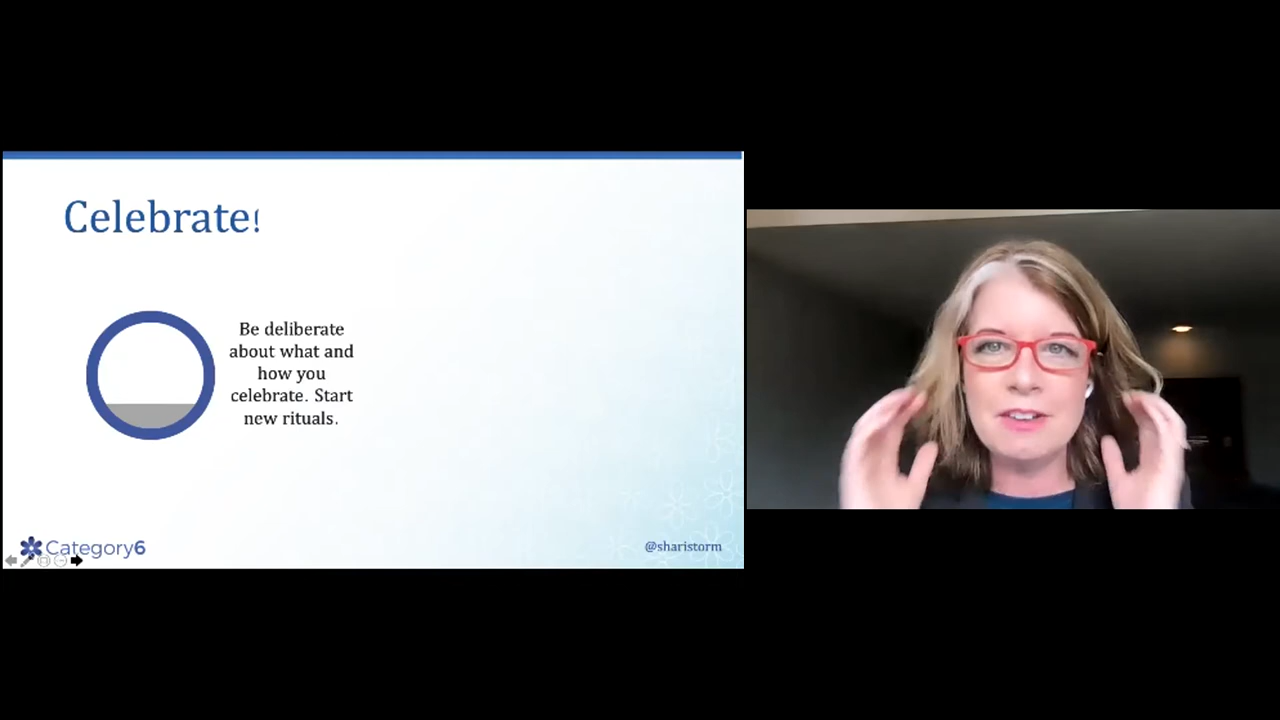 Celebrate!
Be deliberate
about what and
how you
celebrate. Start
new rituals.
Category6
@sharistorm